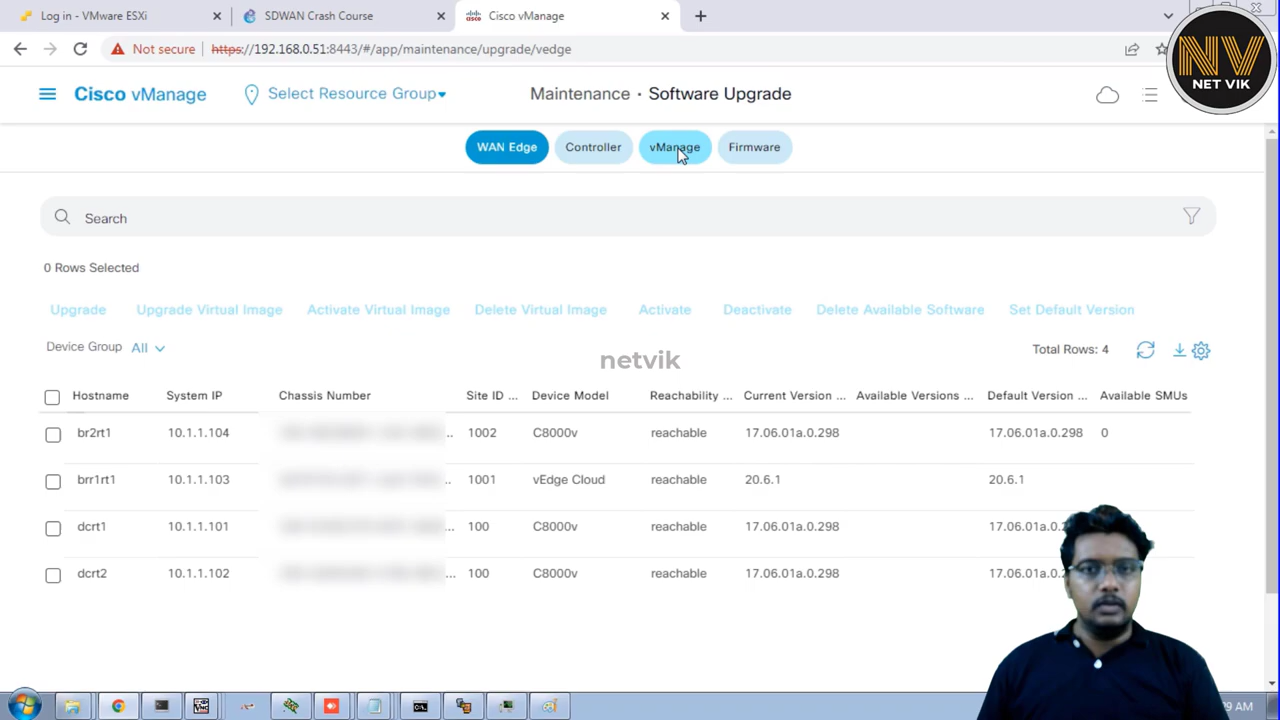 Log in - VMware ESXi
SDWAN Crash Course
Cisco vManage
Not secure
https://192.168.0.51:8443/#/app/maintenance/upgrade/vedge
NV
NET VIK
Cisco vManage
Select Resource Group
Maintenance · Software Upgrade
WAN Edge
Controller
vManage
Firmware
Search
0 Rows Selected
Upgrade
Upgrade Virtual Image
Activate Virtual Image
Delete Virtual Image
Activate
Deactivate
Delete Available Software
Set Default Version
Device Group All
netvik
Total Rows: 4
Hostname System IP Chassis Number Site ID ... Device Model Reachability ... Current Version ... Available Versions ... Default Version ... Available SMUs
br2rt1 10.1.1.104 ... 1002 C8000v reachable 17.06.01a.0.298 17.06.01a.0.298 0
brr1rt1 10.1.1.103 1001 vEdge Cloud reachable 20.6.1 20.6.1
dcrt1 10.1.1.101 ... 100 C8000v reachable 17.06.01a.0.298 17.06.01a.0.2
dcrt2 10.1.1.102 ... 100 C8000v reachable 17.06.01a.0.298 17.06.01a.0.2
29 AM